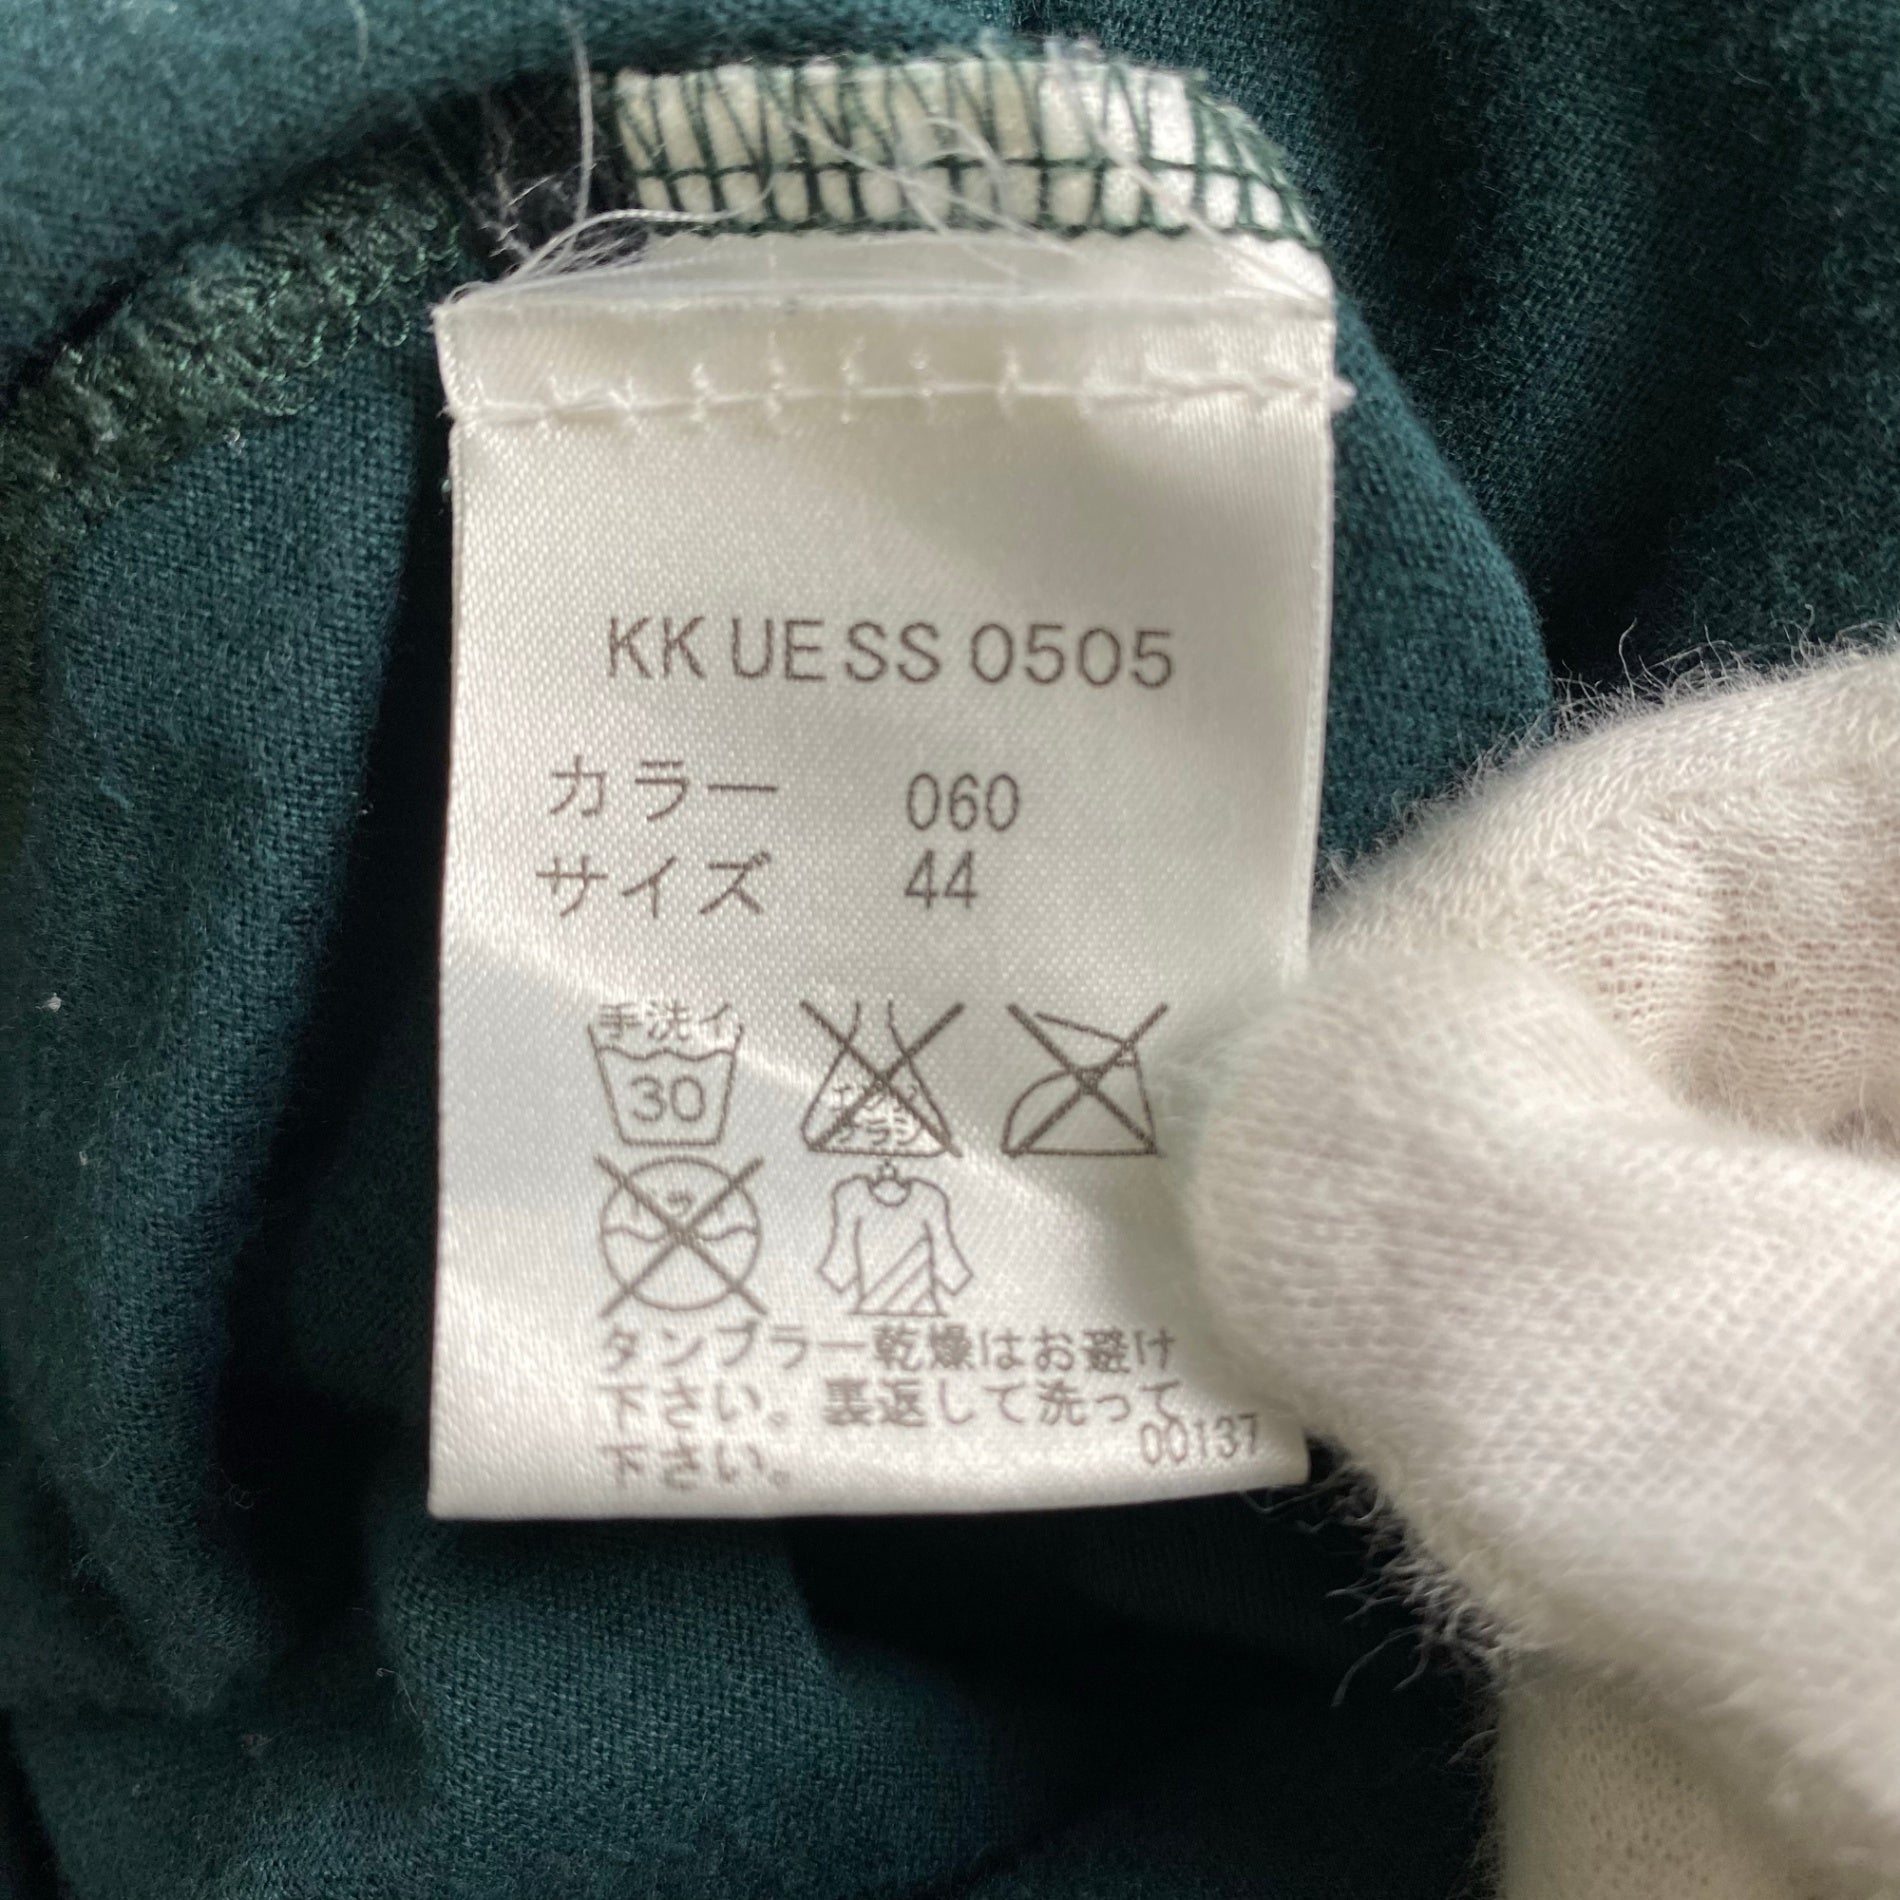 KK UE SS 0505
カラー 060
サイズ 44
手洗イ
30
タンブラー乾燥はお避け
下さい。裏返して洗って
下さい。
00137